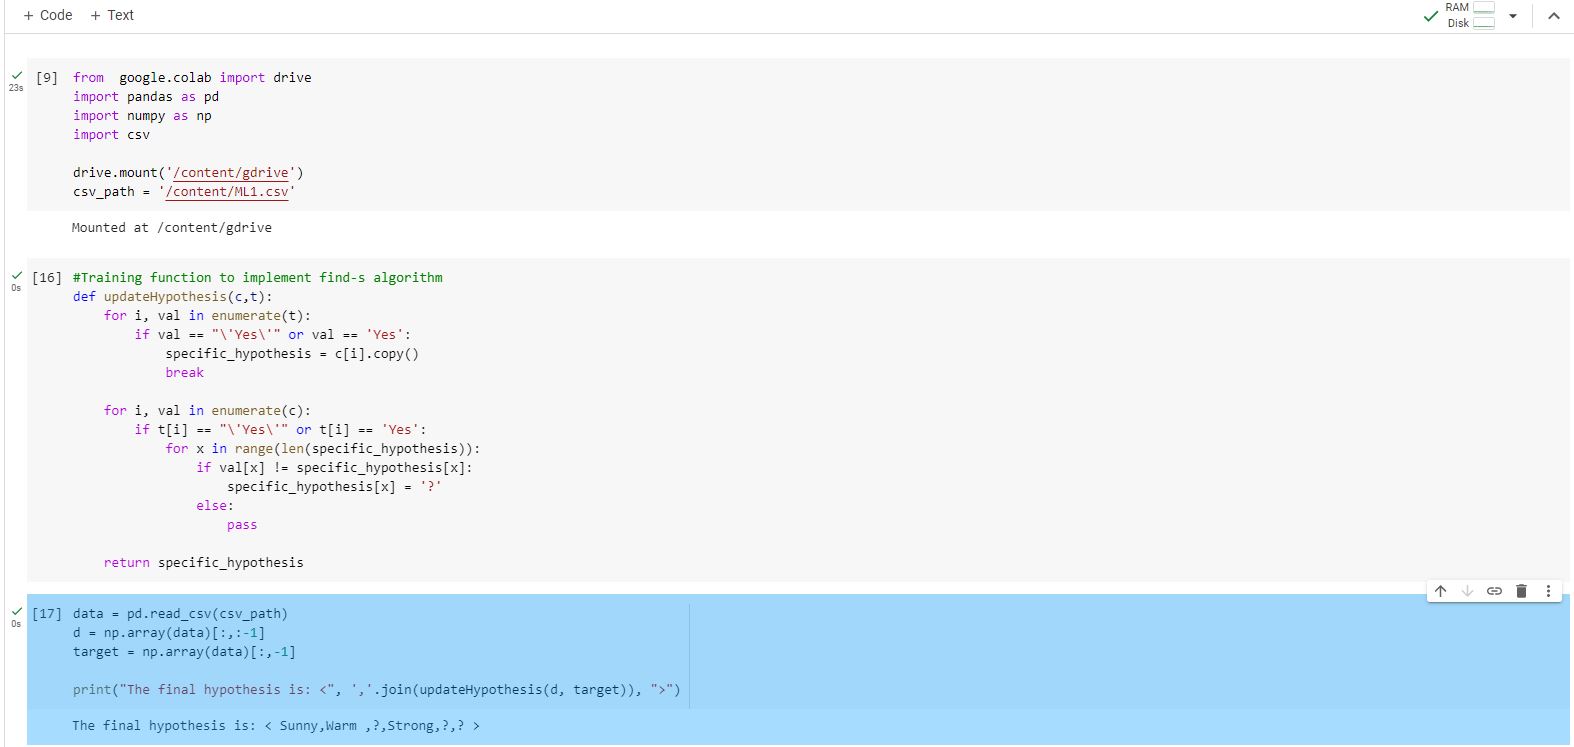 + Code + Text
RAM
Disk
23s
[9] from  google.colab import drive
import pandas as pd
import numpy as np
import csv
drive.mount('/content/gdrive')
csv_path = '/content/ML1.csv'
Mounted at /content/gdrive
0s
[16] #Training function to implement find-s algorithm
def updateHypothesis(c,t):
    for i, val in enumerate(t):
        if val == "\'Yes\'" or val == 'Yes':
            specific_hypothesis = c[i].copy()
            break
    for i, val in enumerate(c):
        if t[i] == "\'Yes\'" or t[i] == 'Yes':
            for x in range(len(specific_hypothesis)):
                if val[x] != specific_hypothesis[x]:
                    specific_hypothesis[x] = '?'
                else:
                    pass
    return specific_hypothesis
0s
[17] data = pd.read_csv(csv_path)
d = np.array(data)[:,:-1]
target = np.array(data)[:,-1]
print("The final hypothesis is: <", ','.join(updateHypothesis(d, target)), ">")
The final hypothesis is: < Sunny,Warm ,?,Strong,?,? >